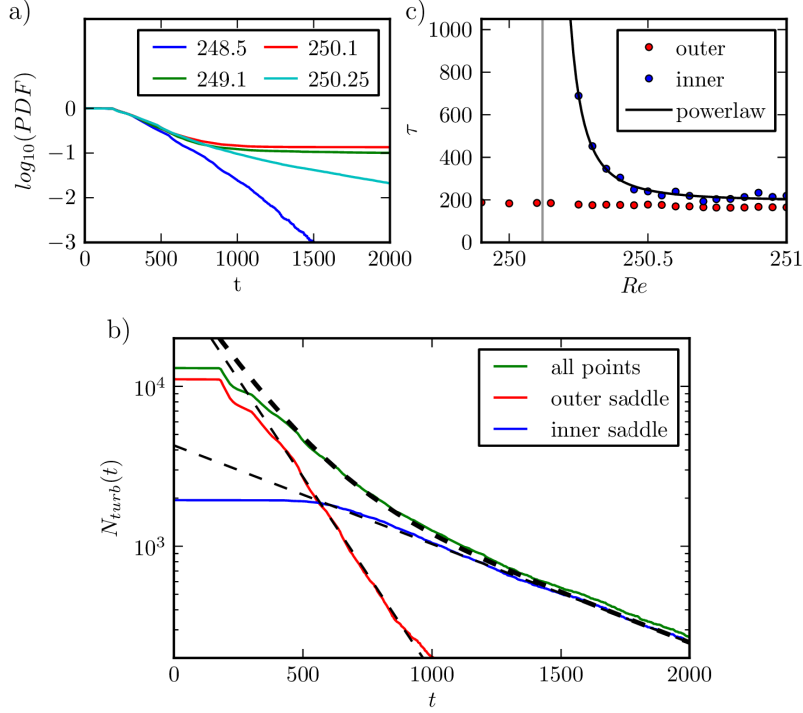 a)
248.5
250.1
249.1
250.25
log10(PDF)
0
−1
−2
−3
0
500
1000
1500
2000
t
c)
outer
inner
powerlaw
τ
1000
800
600
400
200
0
250
250.5
251
Re
b)
all points
outer saddle
inner saddle
N_turb(t)
10^4
10^3
0
500
1000
1500
2000
t